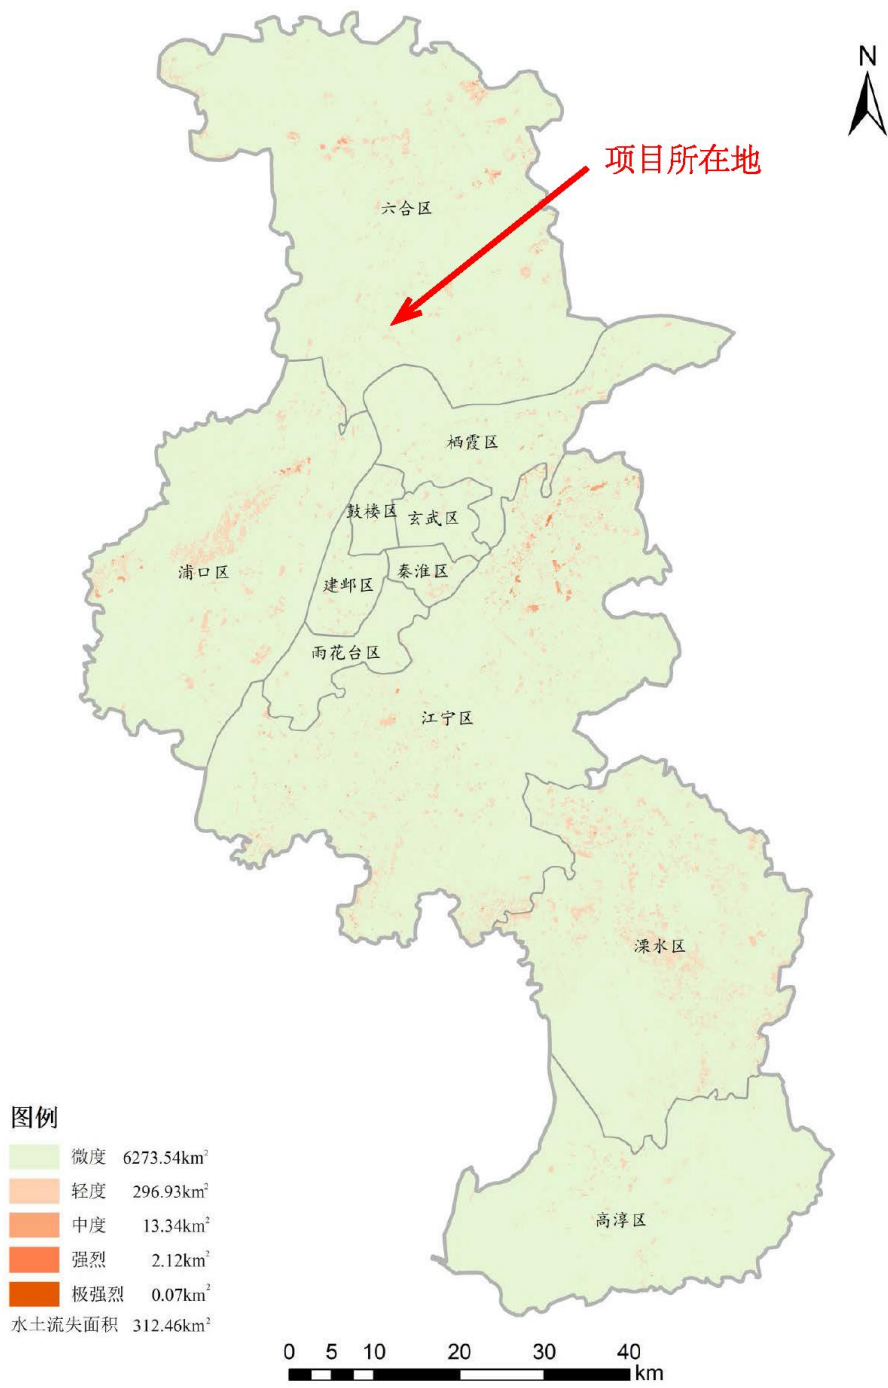 N
项目所在地
六合区
栖霞区
鼓楼区
玄武区
浦口区
建邺区
秦淮区
雨花台区
江宁区
溧水区
高淳区
图例
微度 6273.54km²
轻度 296.93km²
中度 13.34km²
强烈 2.12km²
极强烈 0.07km²
水土流失面积 312.46km²
0 5 10 20 30 40
km